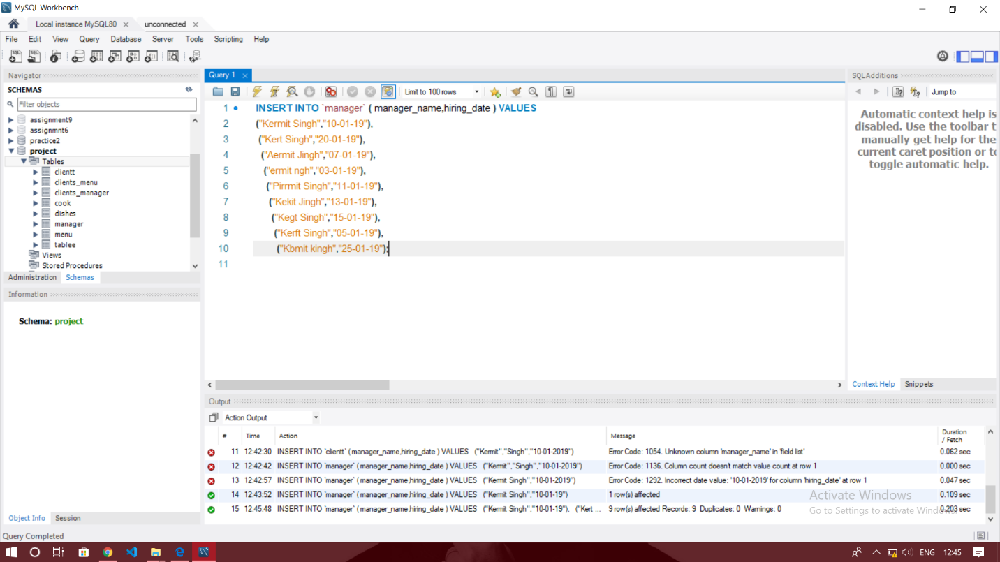 MySQL Workbench
Local instance MySQL80 unconnected
File Edit View Query Database Server Tools Scripting Help
Navigator
SCHEMAS
Filter objects
assignment9
assignmnt6
practice2
project
Tables
clientt
clients_menu
clients_manager
cook
dishes
manager
menu
tablee
Views
Stored Procedures
Administration Schemas
Information
Schema: project
Object Info Session
Query Completed
Query 1
Limit to 100 rows
1 INSERT INTO `manager` ( manager_name,hiring_date ) VALUES
2 ("Kermit Singh","10-01-19"),
3 ("Kert Singh","20-01-19"),
4 ("Aermit Jingh","07-01-19"),
5 ("ermit ngh","03-01-19"),
6 ("Pirrmit Singh","11-01-19"),
7 ("Kekit Jingh","13-01-19"),
8 ("Kegt Singh","15-01-19"),
9 ("Kerft Singh","05-01-19"),
10 ("Kbmit kingh","25-01-19");
11
SQLAdditions
Jump to
Automatic context help is
disabled. Use the toolbar t
manually get help for the
current caret position or to
toggle automatic help.
Context Help Snippets
Output
Action Output
# Time Action Message Duration / Fetch
11 12:42:30 INSERT INTO `clientt` ( manager_name,hiring_date ) VALUES ("Kermit","Singh","10-01-2019") Error Code: 1054. Unknown column 'manager_name' in 'field list' 0.062 sec
12 12:42:42 INSERT INTO `manager` ( manager_name,hiring_date ) VALUES ("Kermit","Singh","10-01-2019") Error Code: 1136. Column count doesn't match value count at row 1 0.000 sec
13 12:42:57 INSERT INTO `manager` ( manager_name,hiring_date ) VALUES ("Kermit Singh","10-01-2019") Error Code: 1292. Incorrect date value: '10-01-2019' for column 'hiring_date' at row 1 0.047 sec
14 12:43:52 INSERT INTO `manager` ( manager_name,hiring_date ) VALUES ("Kermit Singh","10-01-19") 1 row(s) affected 0.109 sec
15 12:45:48 INSERT INTO `manager` ( manager_name,hiring_date ) VALUES ("Kermit Singh","10-01-19"), ("Kert ... 9 row(s) affected Records: 9 Duplicates: 0 Warnings: 0 0.203 sec
Activate Windows
Go to Settings to activate Windows.
ENG 12:45